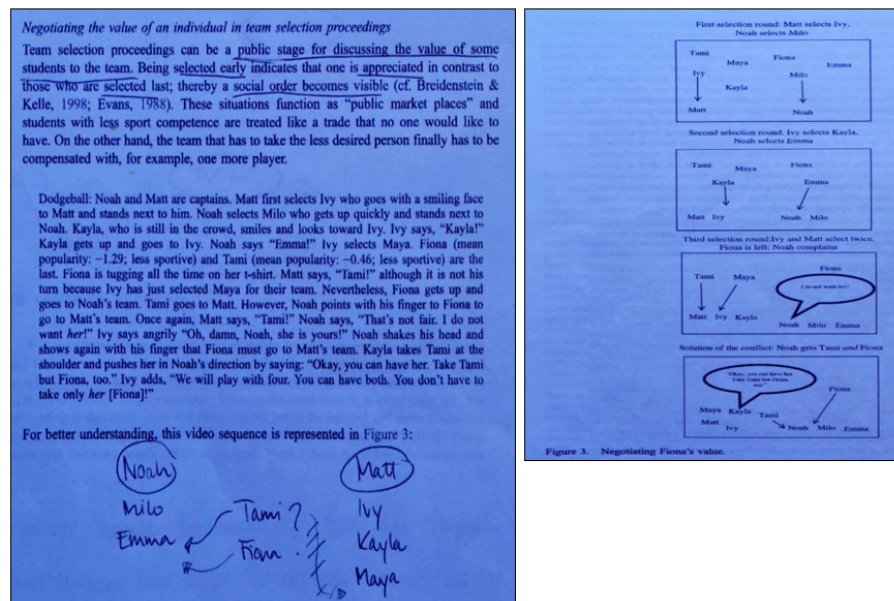 Negotiating the value of an individual in team selection proceedings
Team selection proceedings can be a public stage for discussing the value of some
students to the team. Being selected early indicates that one is appreciated in contrast to
those who are selected last; thereby a social order becomes visible (cf. Breidenstein &
Kelle, 1998; Evans, 1988). These situations function as “public market places” and
students with less sport competence are treated like a trade that no one would like to
have. On the other hand, the team that has to take the less desired person finally has to be
compensated with, for example, one more player.
Dodgeball: Noah and Matt are captains. Matt first selects Ivy who goes with a smiling face
to Matt and stands next to him. Noah selects Milo who gets up quickly and stands next to
Noah. Kayla, who is still in the crowd, smiles and looks toward Ivy. Ivy says, “Kayla!”
Kayla gets up and goes to Ivy. Noah says “Emma!” Ivy selects Maya. Fiona (mean
popularity: −1.29; less sportive) and Tami (mean popularity: −0.46; less sportive) are the
last. Fiona is tugging all the time on her t-shirt. Matt says, “Tami!” although it is not his
turn because Ivy has just selected Maya for their team. Nevertheless, Fiona gets up and
goes to Noah’s team. Tami goes to Matt. However, Noah points with his finger to Fiona to
go to Matt’s team. Once again, Matt says, “Tami!” Noah says, “That’s not fair. I do not
want her!” Ivy says angrily “Oh, damn, Noah, she is yours!” Noah shakes his head and
shows again with his finger that Fiona must go to Matt’s team. Kayla takes Tami at the
shoulder and pushes her in Noah’s direction by saying: “Okay, you can have her. Take Tami
but Fiona, too.” Ivy adds, “We will play with four. You can have both. You don’t have to
take only her [Fiona]!”
For better understanding, this video sequence is represented in Figure 3:
Noah Matt
Milo Tami ? Ivy
Emma Fiona Kayla
Maya
First selection round: Matt selects Ivy,
Noah selects Milo
Tami Maya Fiona Emma
Ivy Milo
Kayla
Matt Noah
Second selection round: Ivy selects Kayla,
Noah selects Emma
Tami Maya Fiona
Kayla Emma
Matt Ivy Noah Milo
Third selection round:Ivy and Matt select twice,
Fiona is left: Noah complains
Tami Maya Fiona
I do not want her!
Matt Ivy Kayla Noah Milo Emma
Solution of the conflict: Noah gets Tami and Fiona
"Okay, you can have her.
Take Tami but Fiona,
too."
Fiona
Maya Kayla Tami
Matt Ivy Noah Milo Emma
Figure 3. Negotiating Fiona's value.